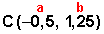 a b
C (–0,5, 1,25)